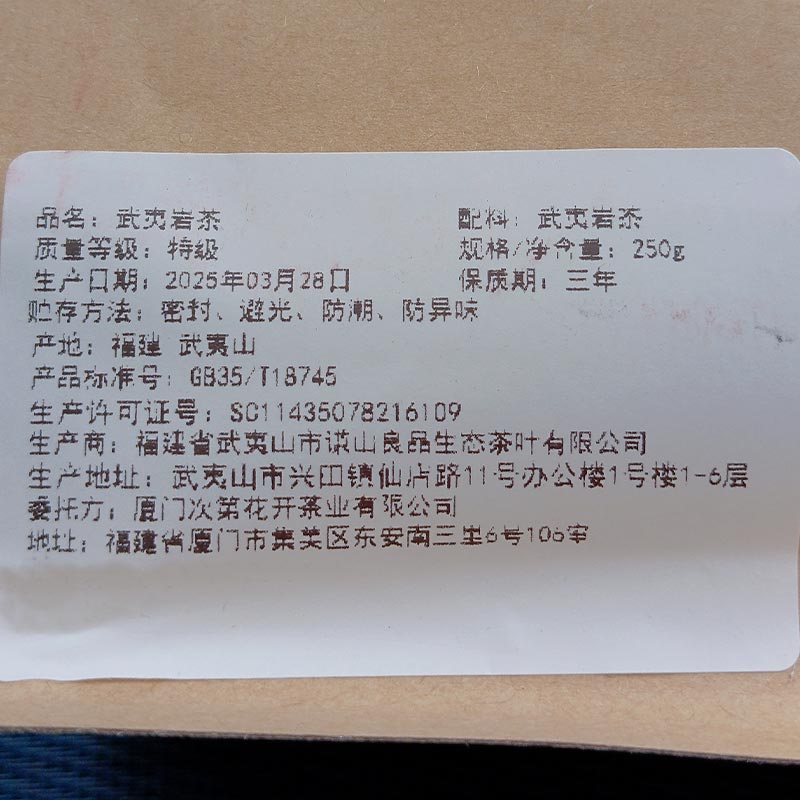 品名：武夷岩茶 配料：武夷岩茶
质量等级：特级 规格/净含量：250g
生产日期：2025年03月28日 保质期：三年
贮存方法：密封、避光、防潮、防异味
产地：福建 武夷山
产品标准号：GB35/T18745
生产许可证号：SC11435078216109
生产商：福建省武夷山市谋山良品生态茶叶有限公司
生产地址：武夷山市兴田镇仙店路11号办公楼1号楼1-6层
委托方：厦门次第花开茶业有限公司
地址：福建省厦门市集美区东安南三里6号106室